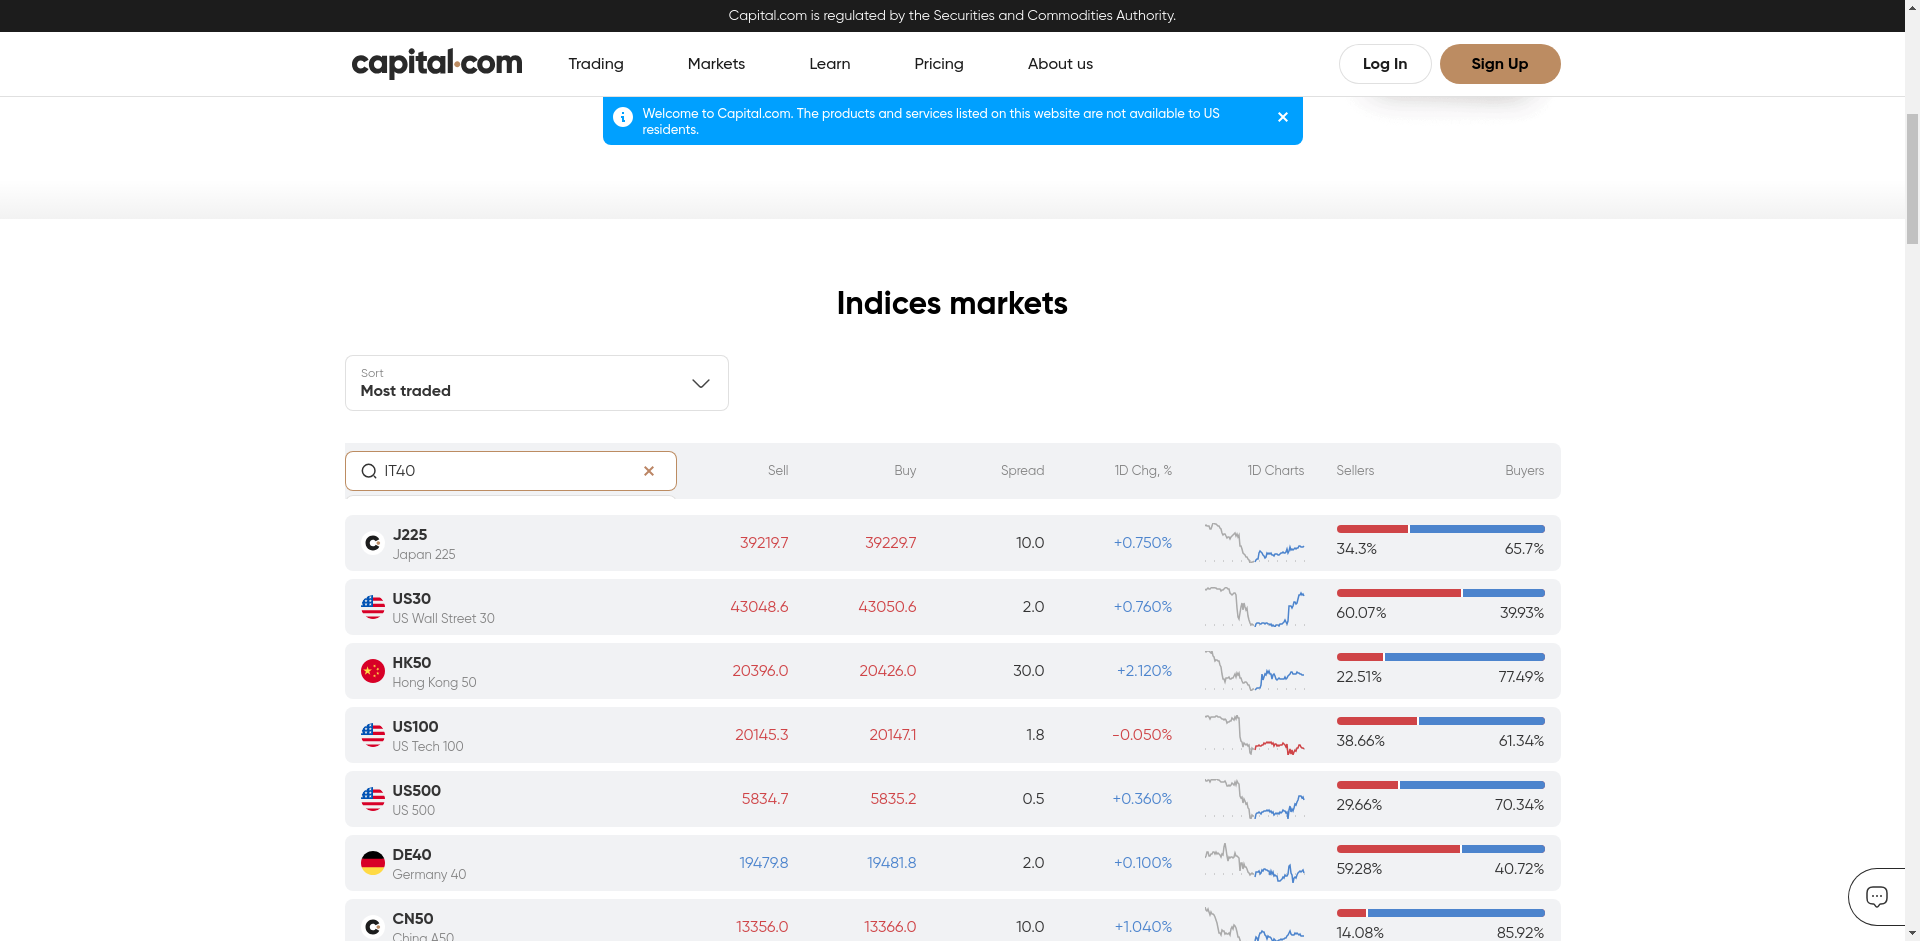 Capital.com is regulated by the Securities and Commodities Authority.
capital.com Trading Markets Learn Pricing About us Log In Sign Up
Welcome to Capital.com. The products and services listed on this website are not available to US
residents.
Indices markets
Sort
Most traded
IT40 Sell Buy Spread 1D Chg, % 1D Charts Sellers Buyers
J225
Japan 225
39219.7 39229.7 10.0 +0.750% 34.3% 65.7%
US30
US Wall Street 30
43048.6 43050.6 2.0 +0.760% 60.07% 39.93%
HK50
Hong Kong 50
20396.0 20426.0 30.0 +2.120% 22.51% 77.49%
US100
US Tech 100
20145.3 20147.1 1.8 -0.050% 38.66% 61.34%
US500
US 500
5834.7 5835.2 0.5 +0.360% 29.66% 70.34%
DE40
Germany 40
19479.8 19481.8 2.0 +0.100% 59.28% 40.72%
CN50
China A50
13356.0 13366.0 10.0 +1.040% 14.08% 85.92%